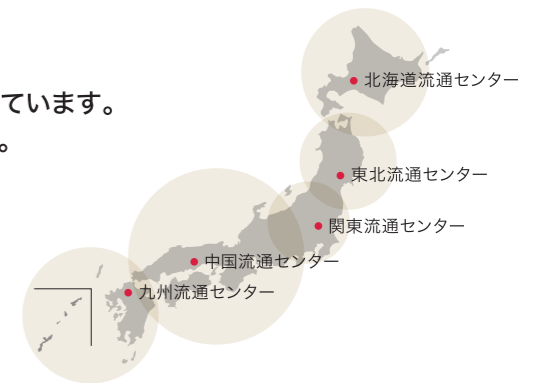 ています。
。
北海道流通センター
東北流通センター
関東流通センター
中国流通センター
九州流通センター